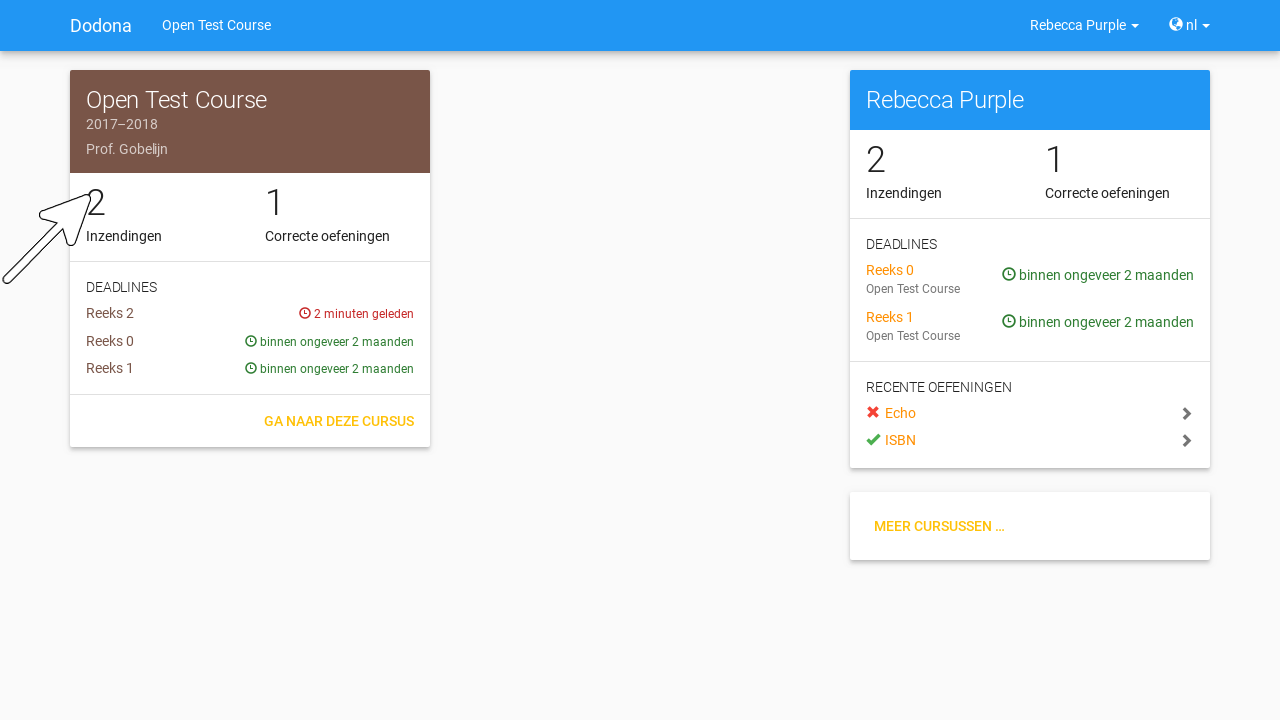 Dodona
Open Test Course
Rebecca Purple
nl
Open Test Course
2017–2018
Prof. Gobelijn
2
Inzendingen
1
Correcte oefeningen
DEADLINES
Reeks 2
2 minuten geleden
Reeks 0
binnen ongeveer 2 maanden
Reeks 1
binnen ongeveer 2 maanden
GA NAAR DEZE CURSUS
Rebecca Purple
2
Inzendingen
1
Correcte oefeningen
DEADLINES
Reeks 0
Open Test Course
binnen ongeveer 2 maanden
Reeks 1
Open Test Course
binnen ongeveer 2 maanden
RECENTE OEFENINGEN
Echo
ISBN
MEER CURSUSSEN ...